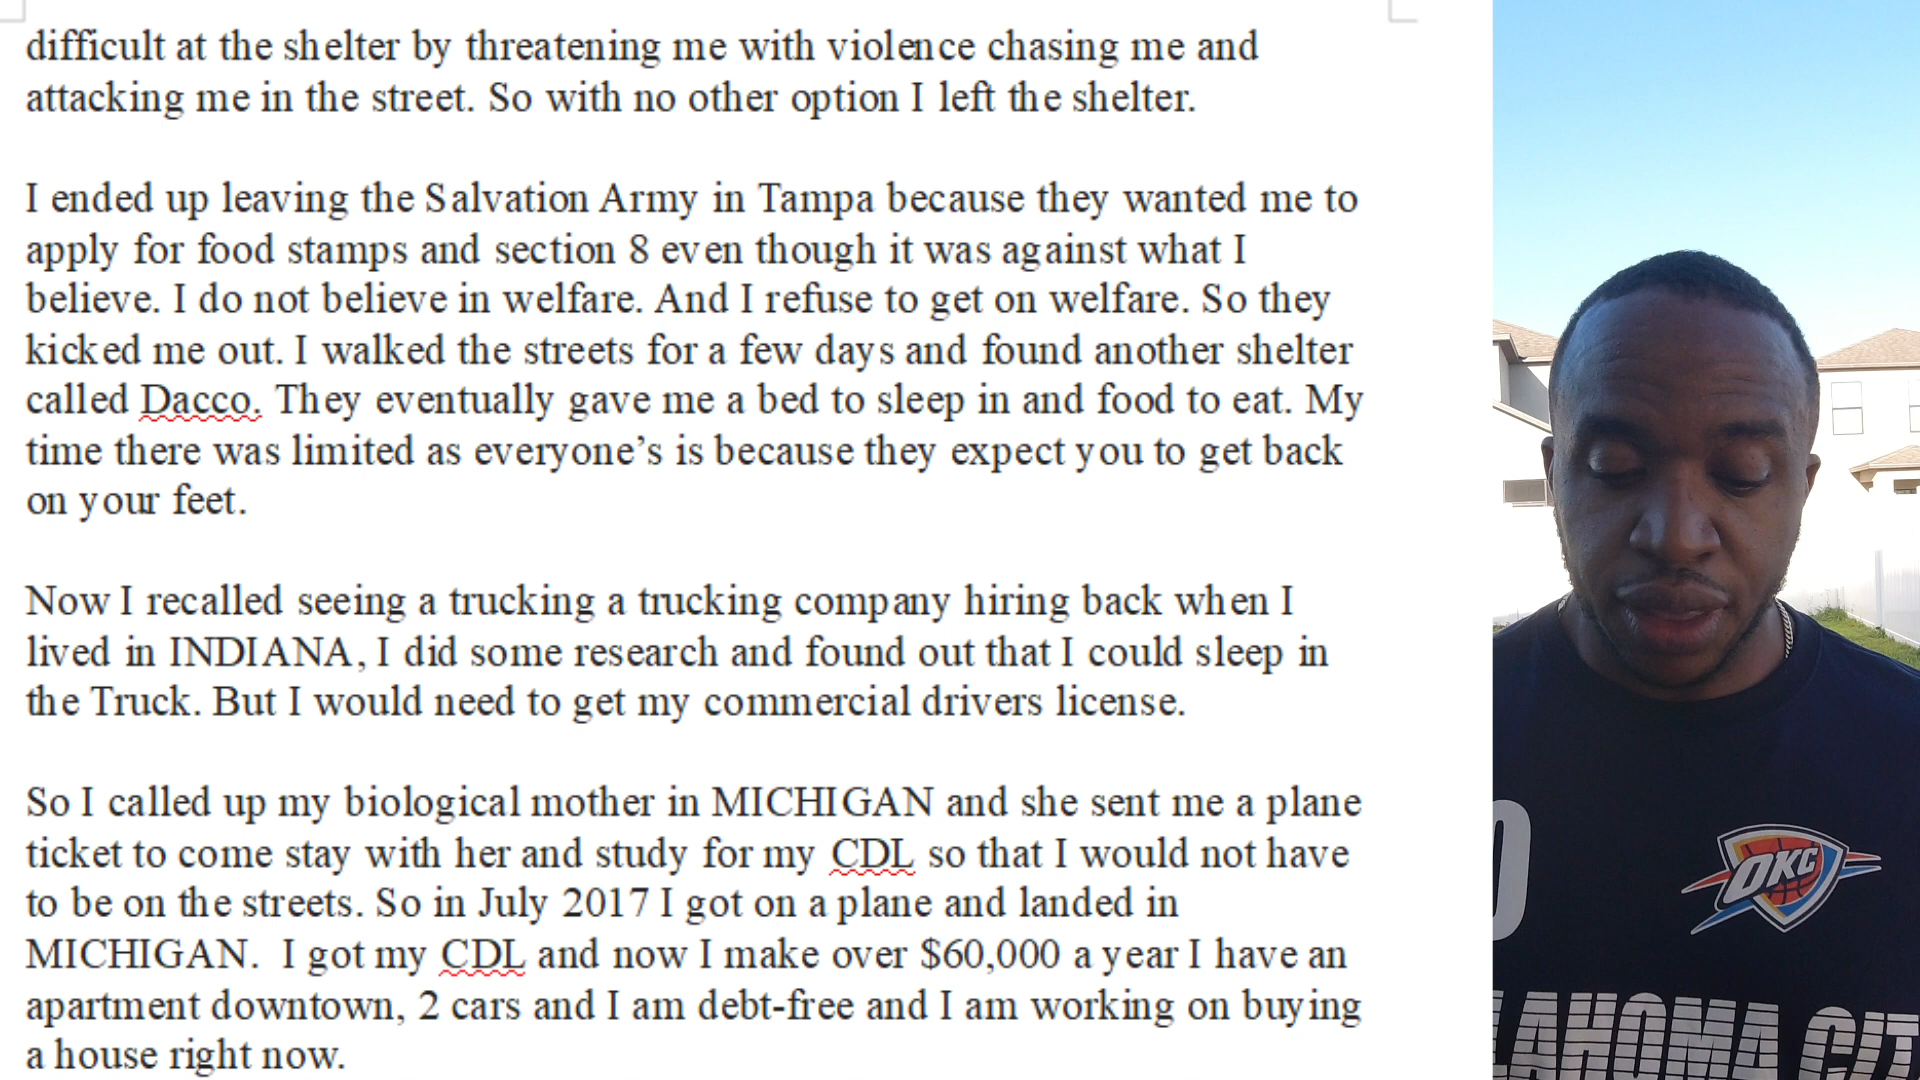 difficult at the shelter by threatening me with violence chasing me and
attacking me in the street. So with no other option I left the shelter.
I ended up leaving the Salvation Army in Tampa because they wanted me to
apply for food stamps and section 8 even though it was against what I
believe. I do not believe in welfare. And I refuse to get on welfare. So they
kicked me out. I walked the streets for a few days and found another shelter
called Dacco. They eventually gave me a bed to sleep in and food to eat. My
time there was limited as everyone’s is because they expect you to get back
on your feet.
Now I recalled seeing a trucking a trucking company hiring back when I
lived in INDIANA, I did some research and found out that I could sleep in
the Truck. But I would need to get my commercial drivers license.
So I called up my biological mother in MICHIGAN and she sent me a plane
ticket to come stay with her and study for my CDL so that I would not have
to be on the streets. So in July 2017 I got on a plane and landed in
MICHIGAN.  I got my CDL and now I make over $60,000 a year I have an
apartment downtown, 2 cars and I am debt-free and I am working on buying
a house right now.
OKC